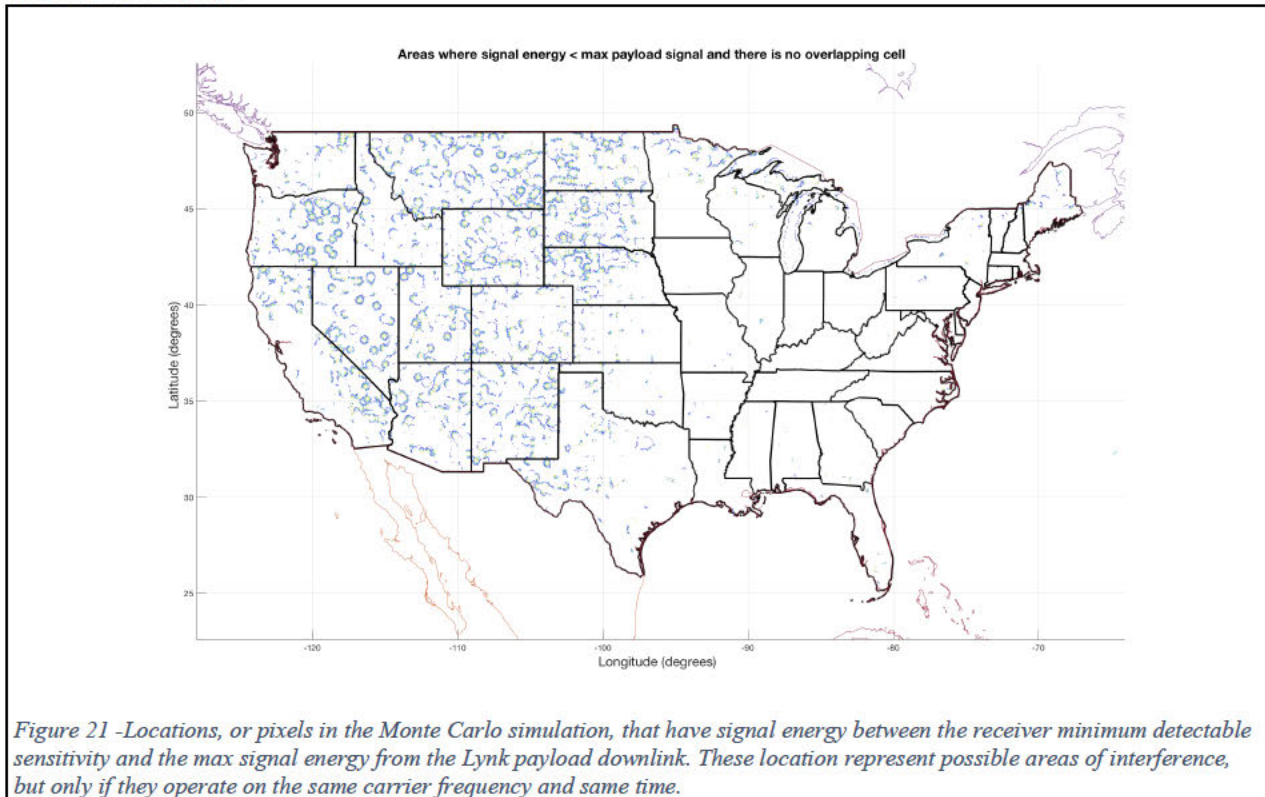 Areas where signal energy < max payload signal and there is no overlapping cell
50
45
40
35
30
25
Latitude (degrees)
-120
-110
-100
-90
-80
-70
Longitude (degrees)
Figure 21 -Locations, or pixels in the Monte Carlo simulation, that have signal energy between the receiver minimum detectable
sensitivity and the max signal energy from the Lynk payload downlink. These location represent possible areas of interference,
but only if they operate on the same carrier frequency and same time.